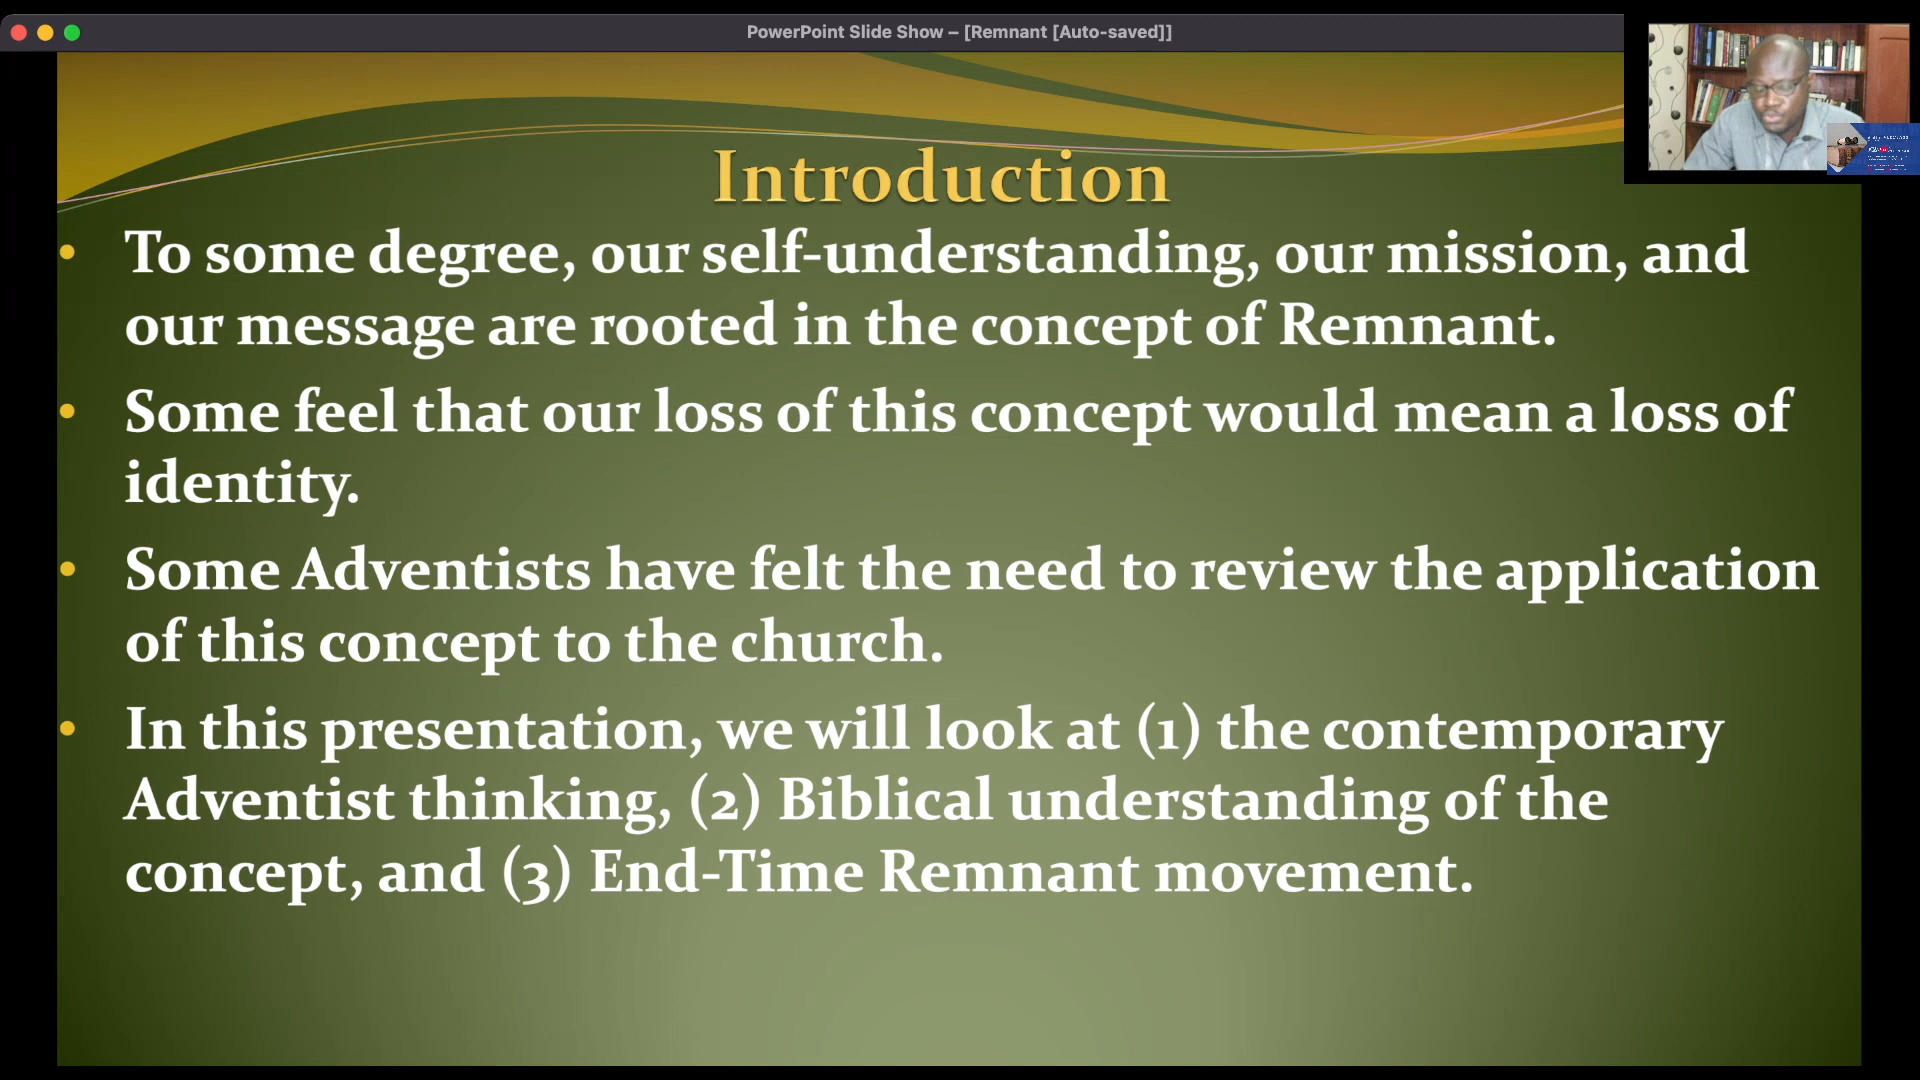 PowerPoint Slide Show – [Remnant [Auto-saved]]
Introduction
• To some degree, our self-understanding, our mission, and
our message are rooted in the concept of Remnant.
• Some feel that our loss of this concept would mean a loss of
identity.
• Some Adventists have felt the need to review the application
of this concept to the church.
• In this presentation, we will look at (1) the contemporary
Adventist thinking, (2) Biblical understanding of the
concept, and (3) End-Time Remnant movement.